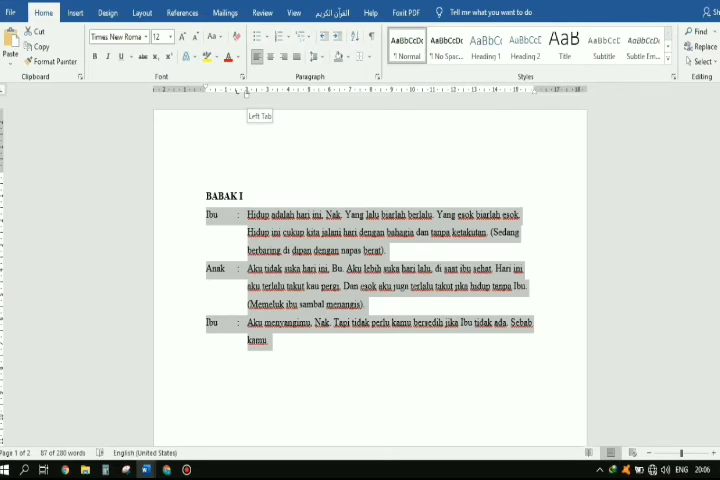 File Home Insert Design Layout References Mailings Review View القرآن الكريم Help Foxit PDF Tell me what you want to do
Cut
Copy
Paste Format Painter
Times New Roma 12 Aa
Find
Replace
Select
AaBbCcDc AaBbCcDc AaBbCc AaBbCcD AaB AaBbCcD AaBbCcDc
¶ Normal ¶ No Spac... Heading 1 Heading 2 Title Subtitle Subtle Em...
Clipboard Font Paragraph Styles Editing
Left Tab
BABAK I
Ibu : Hidup adalah hari ini, Nak. Yang lalu biarlah berlalu. Yang esok biarlah esok.
Hidup ini cukup kita jalani hari dengan bahagia dan tanpa ketakutan. (Sedang
berbaring di dipan dengan napas berat).
Anak : Aku tidak suka hari ini, Bu. Aku lebih suka hari lalu, di saat ibu sehat. Hari ini
aku terlalu takut kau pergi. Dan esok aku juga terlalu takut jika hidup tanpa Ibu.
(Memeluk ibu sambal menangis).
Ibu : Aku menyangimu, Nak. Tapi tidak perlu kamu bersedih jika Ibu tidak ada. Sebab
kamu
Page 1 of 2 87 of 280 words English (United States)
ENG 20:06